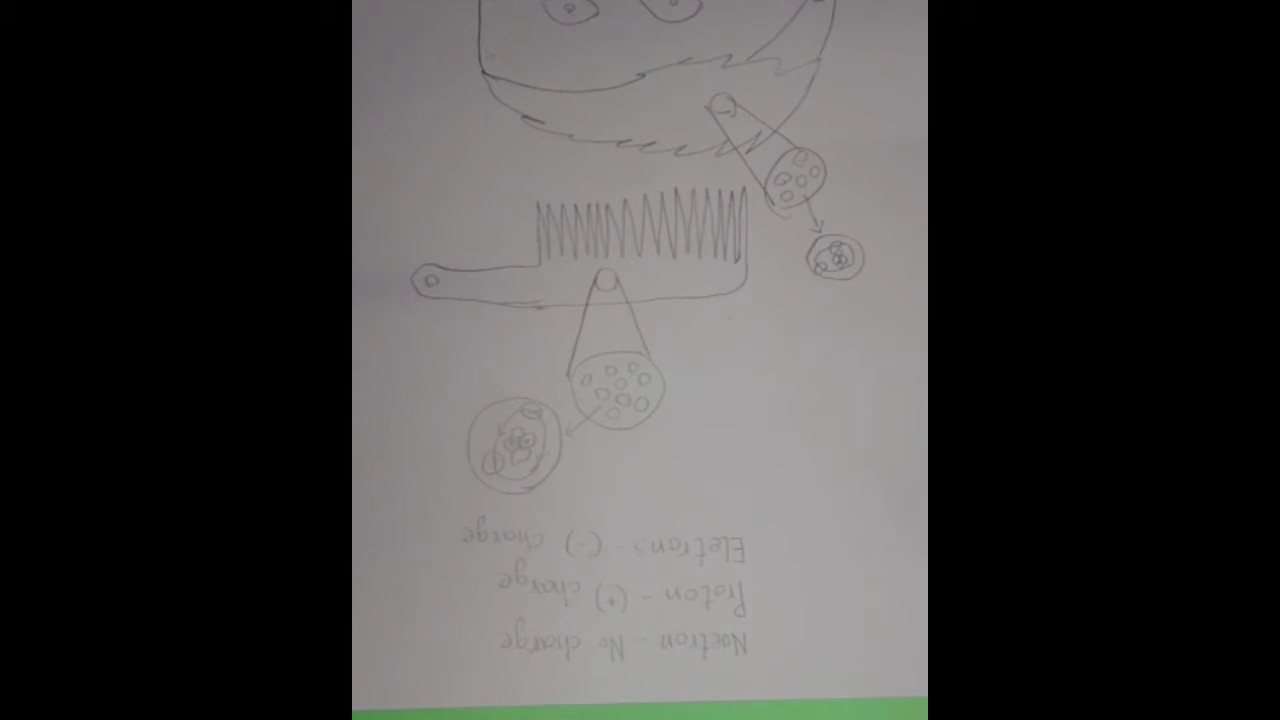 Nuetron - No charge
Proton - (+) charge
Eletrons - (-) charge